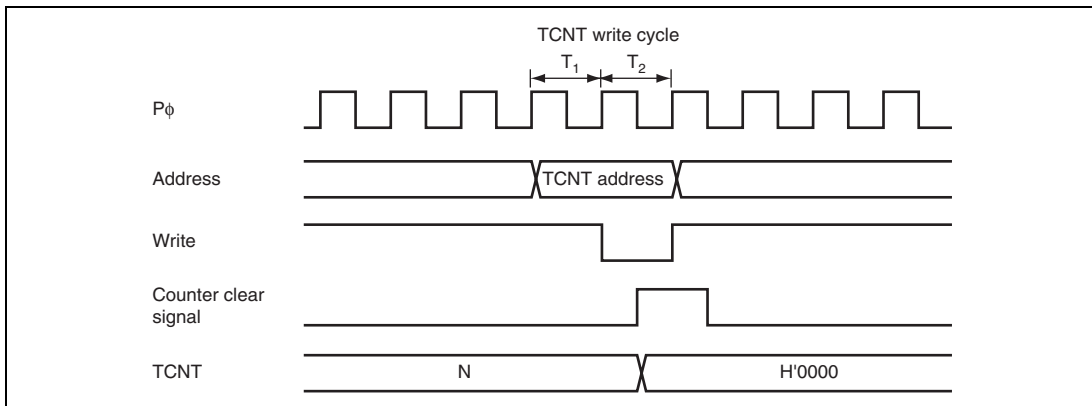 TCNT write cycle
T1 T2
Pϕ
Address
TCNT address
Write
Counter clear
signal
TCNT
N
H'0000